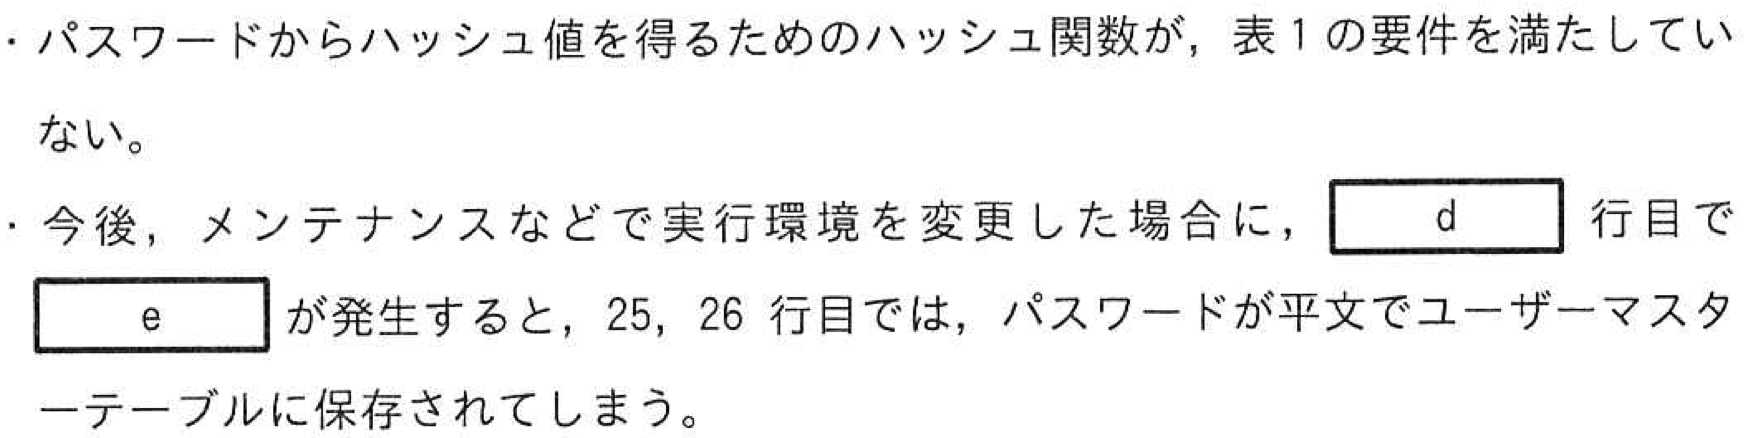 ・パスワードからハッシュ値を得るためのハッシュ関数が，表1の要件を満たしてい
ない。
・今後，メンテナンスなどで実行環境を変更した場合に， d 行目で
e が発生すると，25，26 行目では，パスワードが平文でユーザーマスタ
ーテーブルに保存されてしまう。